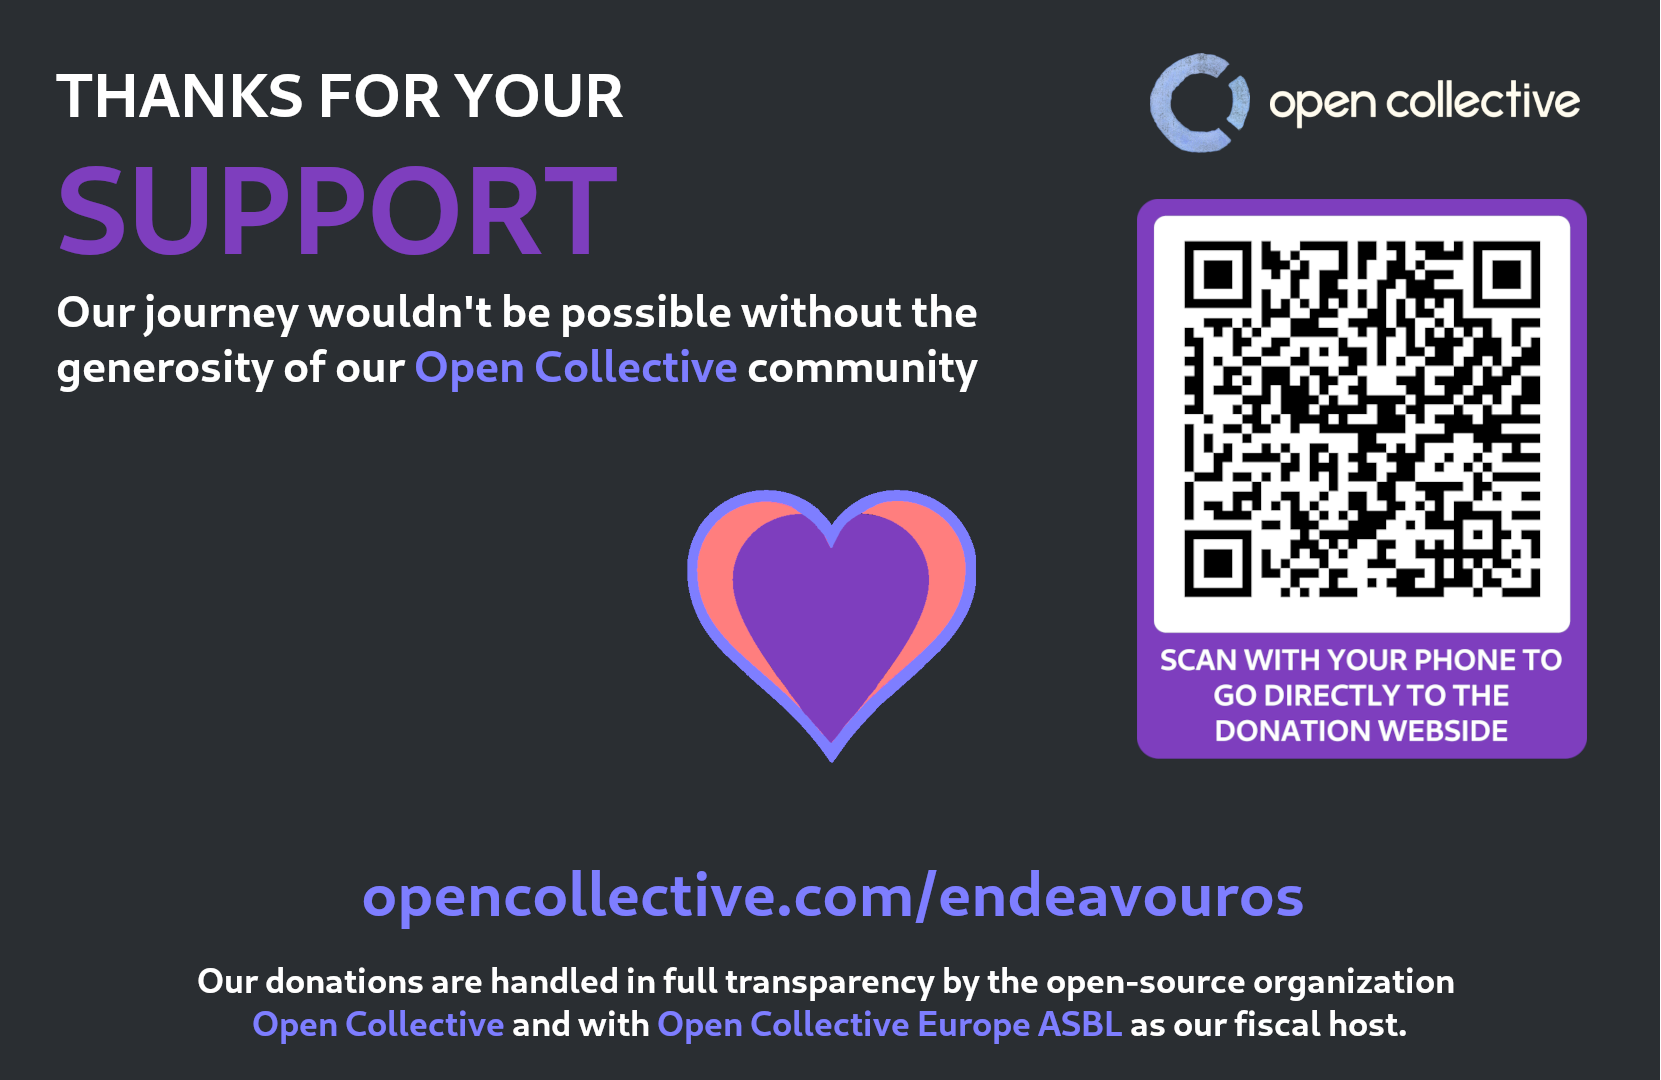 THANKS FOR YOUR
SUPPORT
Our journey wouldn't be possible without the
generosity of our Open Collective community
open collective
SCAN WITH YOUR PHONE TO
GO DIRECTLY TO THE
DONATION WEBSIDE
opencollective.com/endeavouros
Our donations are handled in full transparency by the open-source organization
Open Collective and with Open Collective Europe ASBL as our fiscal host.